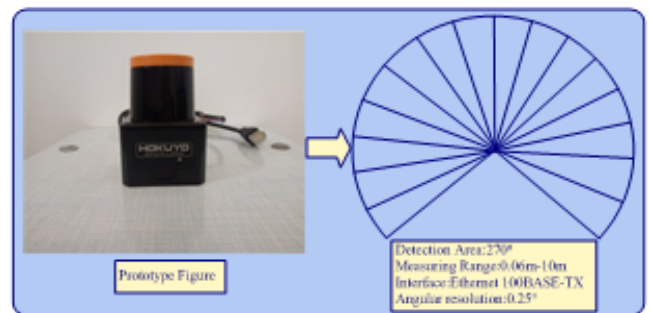 HOKUYO
Prototype Figure
Detection Area:270°
Measuring Range:0.06m-10m
Interface:Ethernet 100BASE-TX
Angular resolution:0.25°